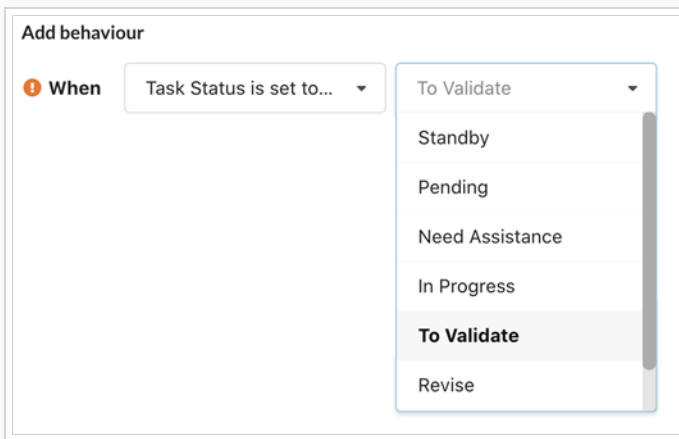 Add behaviour
When Task Status is set to... To Validate
Standby
Pending
Need Assistance
In Progress
To Validate
Revise